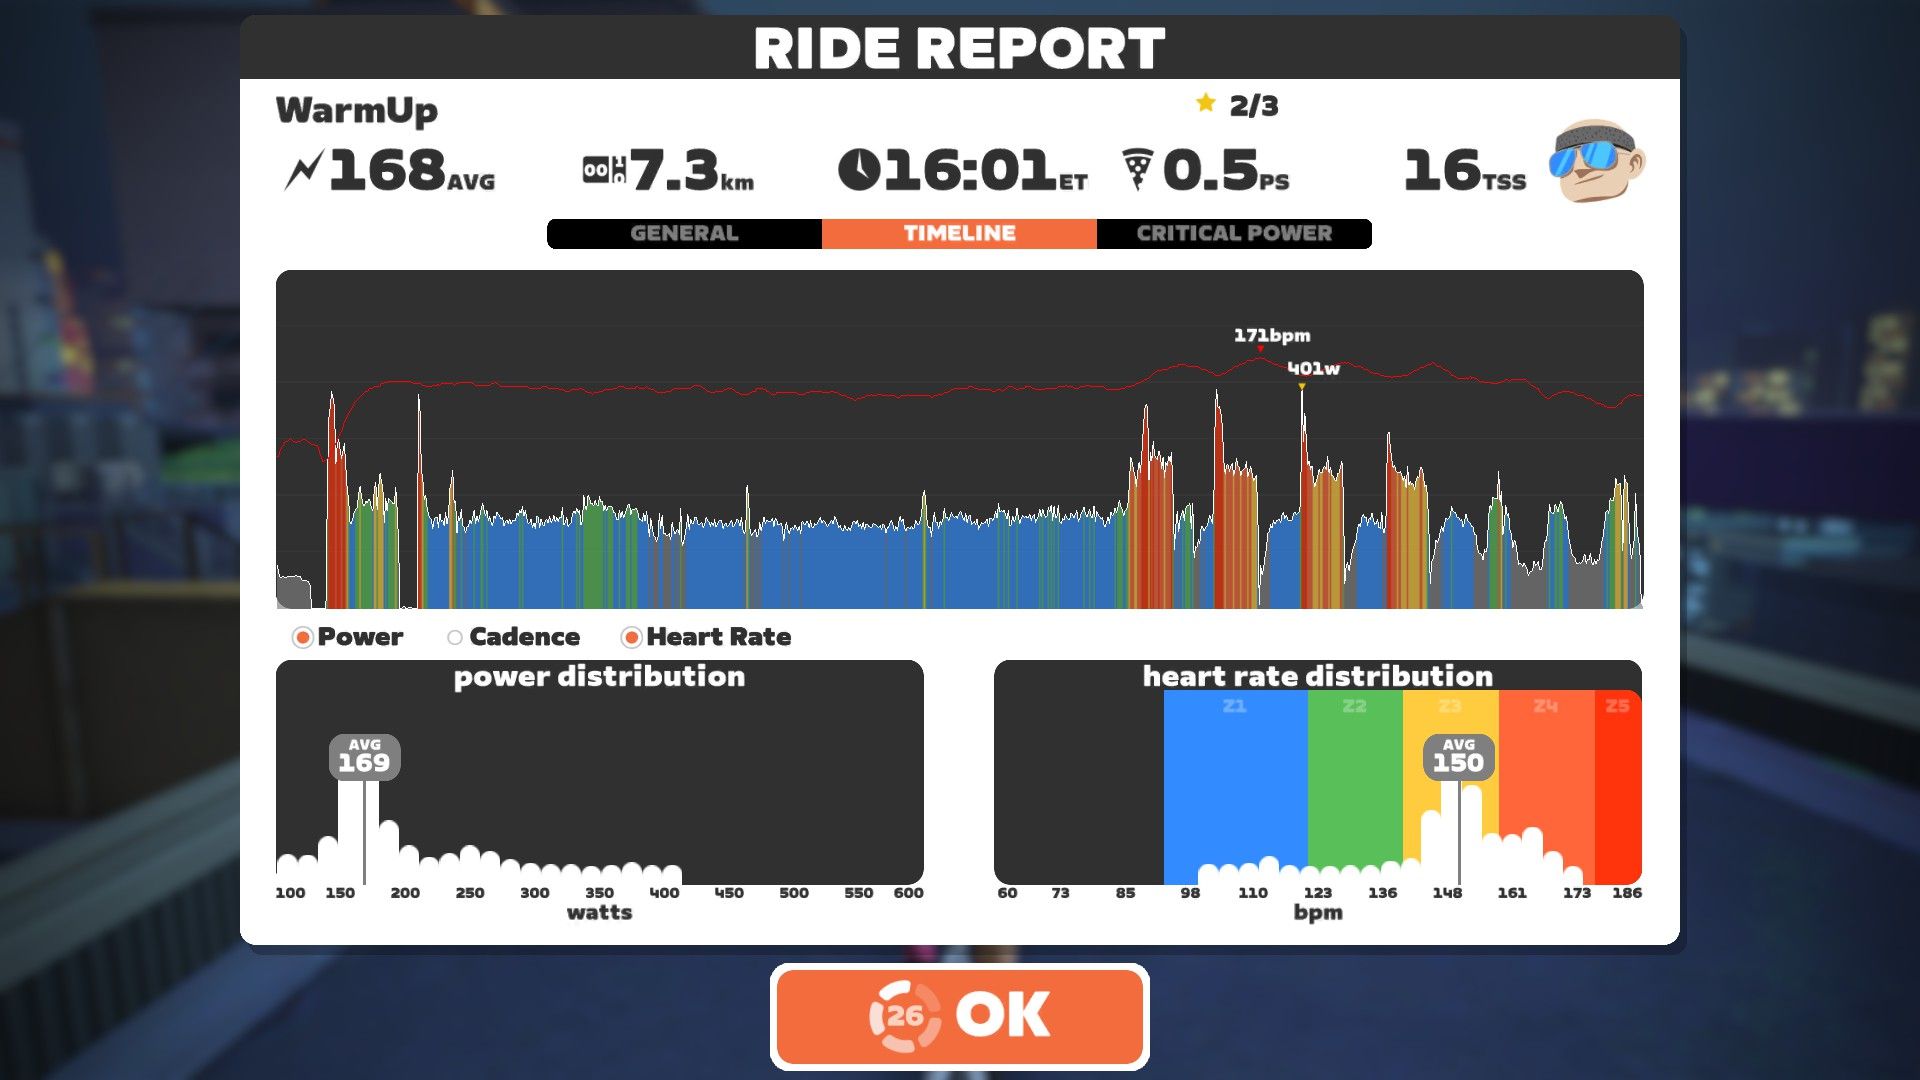 RIDE REPORT
WarmUp
2/3
168AVG
7.3km
16:01ET
0.5PS
16TSS
GENERAL
TIMELINE
CRITICAL POWER
171bpm
401w
Power
Cadence
Heart Rate
power distribution
AVG
169
100 150 200 250 300 350 400 450 500 550 600
watts
heart rate distribution
Z1 Z2 Z3 Z4 Z5
AVG
150
60 73 85 98 110 123 136 148 161 173 186
bpm
26 OK